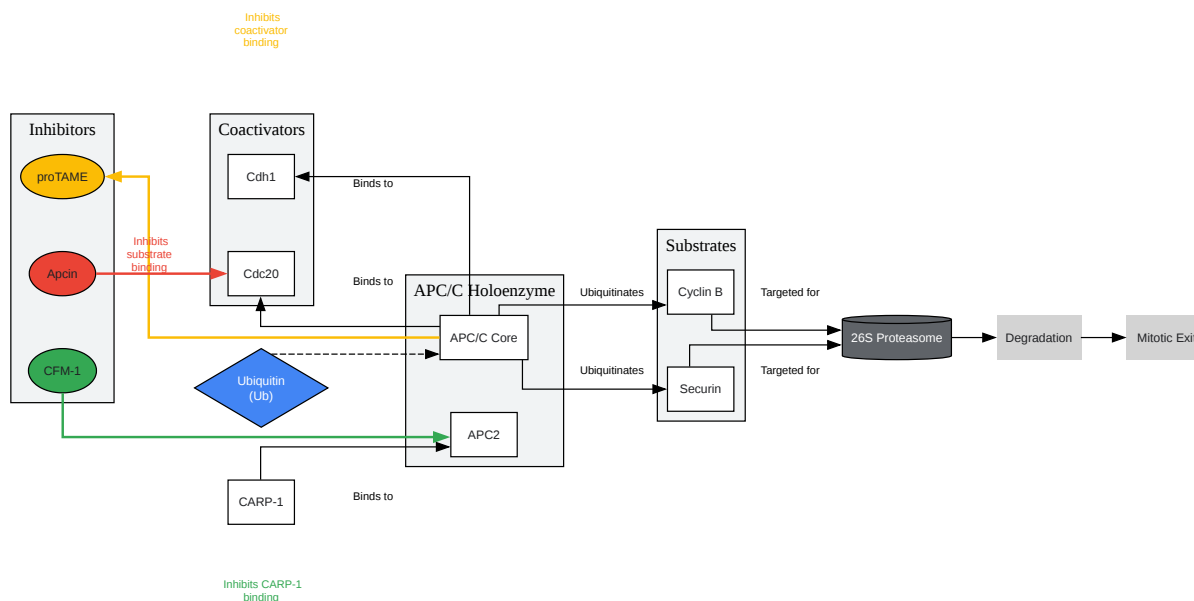 Inhibits
coactivator
binding
Inhibitors
Coactivators
proTAME
Cdh1
Binds to
Inhibits
substrate
binding
Apcin
Cdc20
Binds to
APC/C Holoenzyme
APC/C Core
Ubiquitinates
Substrates
Cyclin B
Targeted for
26S Proteasome
Degradation
Mitotic Exit
CFM-1
Ubiquitin
(Ub)
Ubiquitinates
Securin
Targeted for
APC2
CARP-1
Binds to
Inhibits CARP-1
binding